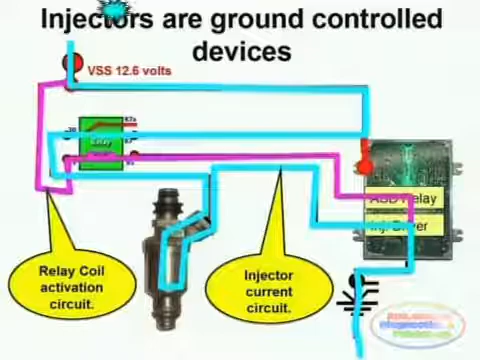 Injectors are ground controlled
devices
VSS 12.6 volts
Relay
ASD Relay
Inj. Driver
Relay Coil
activation
circuit.
Injector
current
circuit.